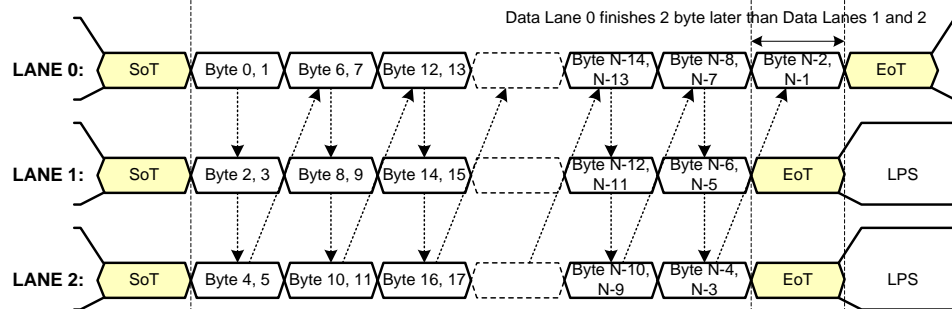 Data Lane 0 finishes 2 byte later than Data Lanes 1 and 2
LANE 0: SoT Byte 0, 1 Byte 6, 7 Byte 12, 13 Byte N-14, N-13 Byte N-8, N-7 Byte N-2, N-1 EoT
LANE 1: SoT Byte 2, 3 Byte 8, 9 Byte 14, 15 Byte N-12, N-11 Byte N-6, N-5 EoT LPS
LANE 2: SoT Byte 4, 5 Byte 10, 11 Byte 16, 17 Byte N-10, N-9 Byte N-4, N-3 EoT LPS